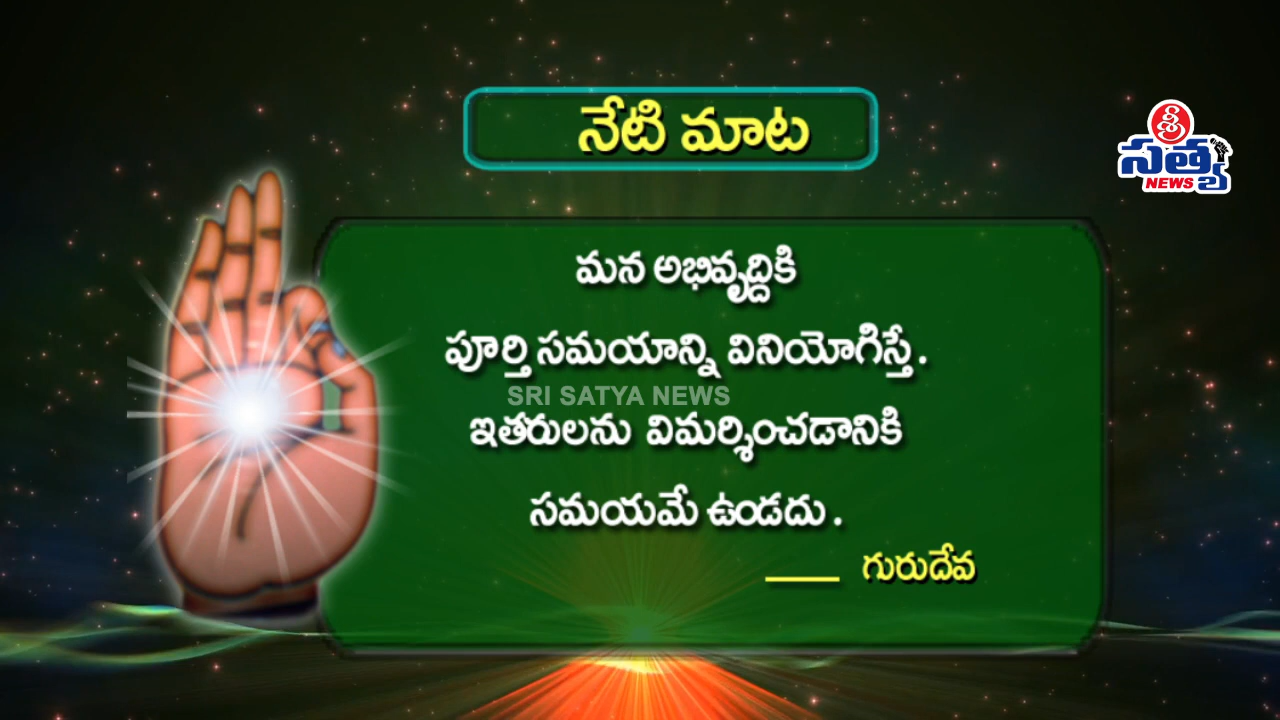 నేటి మాట
శ్రీ
సత్య
NEWS
మన అభివృద్దికి
పూర్తి సమయాన్ని వినియోగిస్తే.
SRI SATYA NEWS
ఇతరులను విమర్శించడానికి
సమయమే ఉండదు.
____ గురుదేవ